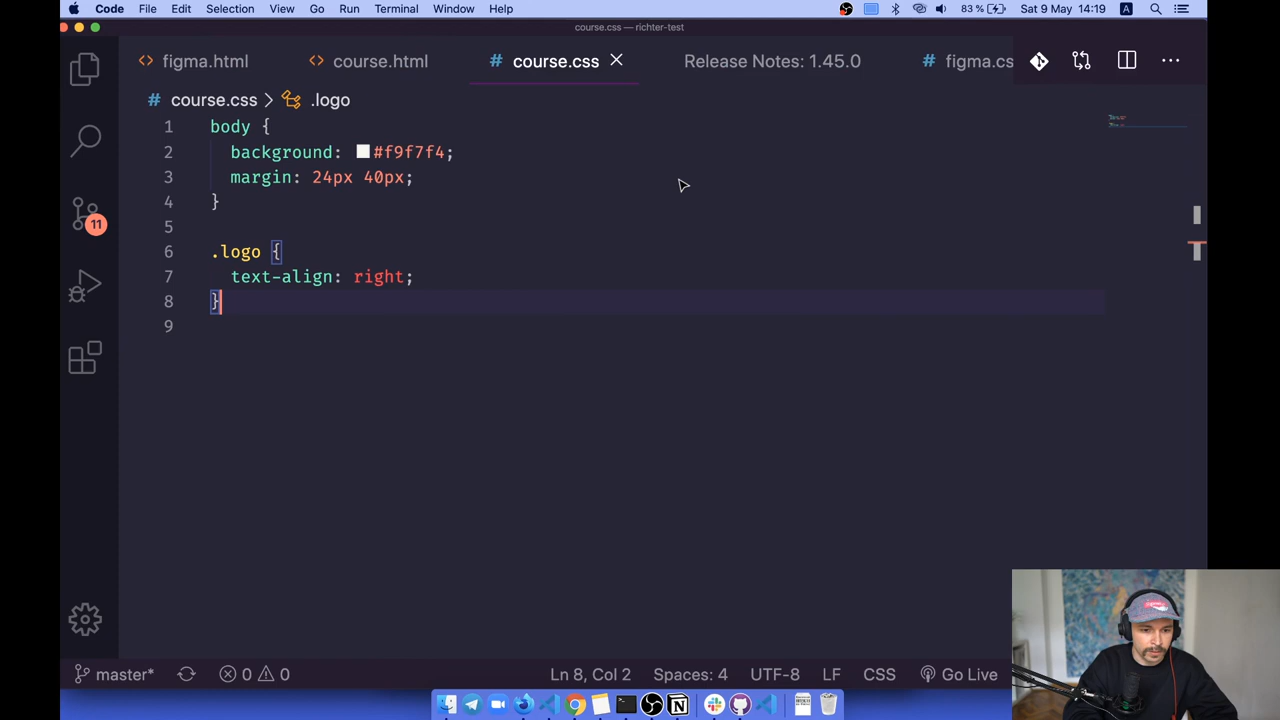 Code File Edit Selection View Go Run Terminal Window Help 83 % Sat 9 May 14:19 A
course.css — richter-test
figma.html course.html # course.css Release Notes: 1.45.0 # figma.cs
# course.css > .logo
1 body {
2 background: #f9f7f4;
3 margin: 24px 40px;
4 }
5
6 .logo {
7 text-align: right;
8 }
9
11
master* 0 0 Ln 8, Col 2 Spaces: 4 UTF-8 LF CSS Go Live